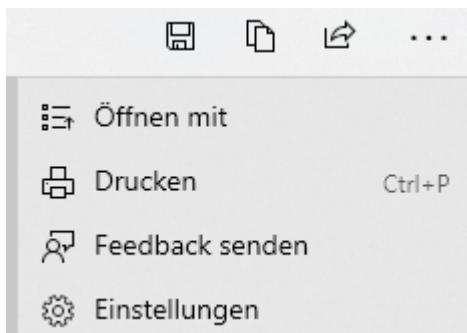 Öffnen mit
Drucken Ctrl+P
Feedback senden
Einstellungen